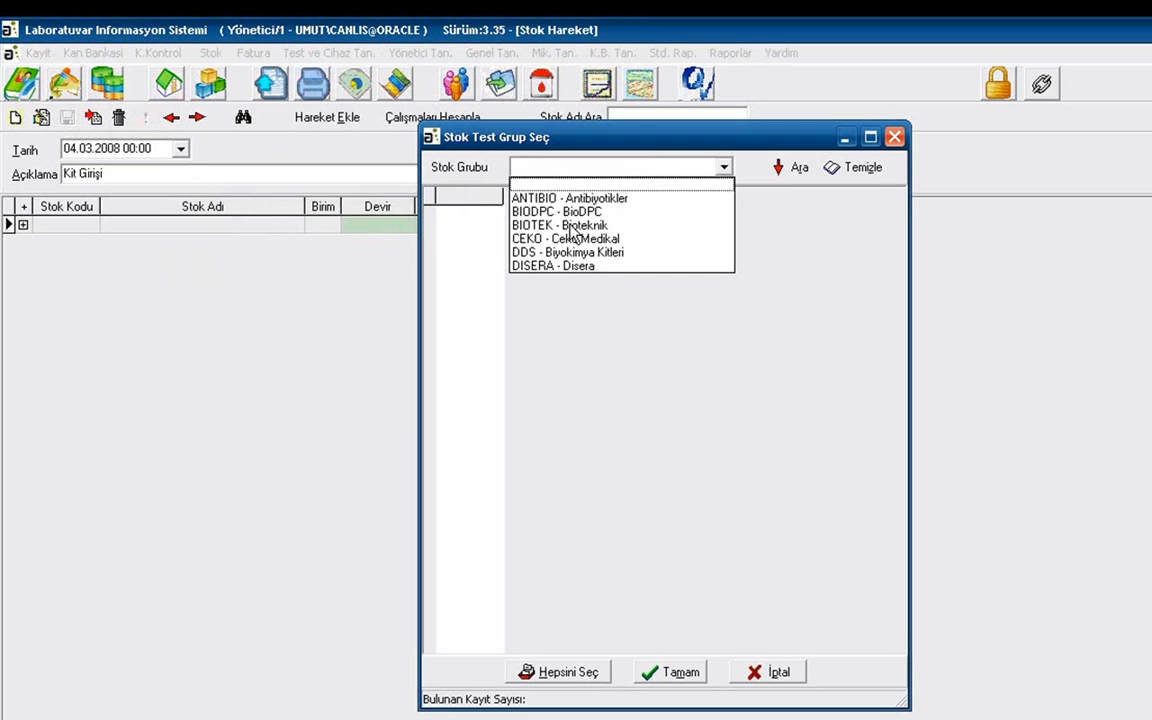 Laboratuvar Informasyon Sistemi ( Yönetici/1 - UMUT\CANLIS@ORACLE ) Sürüm:3.35 - [Stok Hareket]
Kayit Kan Bankasi K.Kontrol Stok Fatura Test ve Cihaz Tan. Yönetici Tan. Genel Tan. Mik. Tan. K.B. Tan. Std. Rap. Raporlar Yardım
Hareket Ekle Çalışmaları Hesapla Stok Adı Ara
Tarih 04.03.2008 00:00
Açıklama Kit Girişi
+ Stok Kodu Stok Adı Birim Devir
Stok Test Grup Seç
Stok Grubu Ara Temizle
ANTIBIO - Antibiyotikler
BIODPC - BioDPC
BIOTEK - Bioteknik
CEKO - Ceko Medikal
DDS - Biyokimya Kitleri
DISERA - Disera
Hepsini Seç Tamam İptal
Bulunan Kayıt Sayısı: